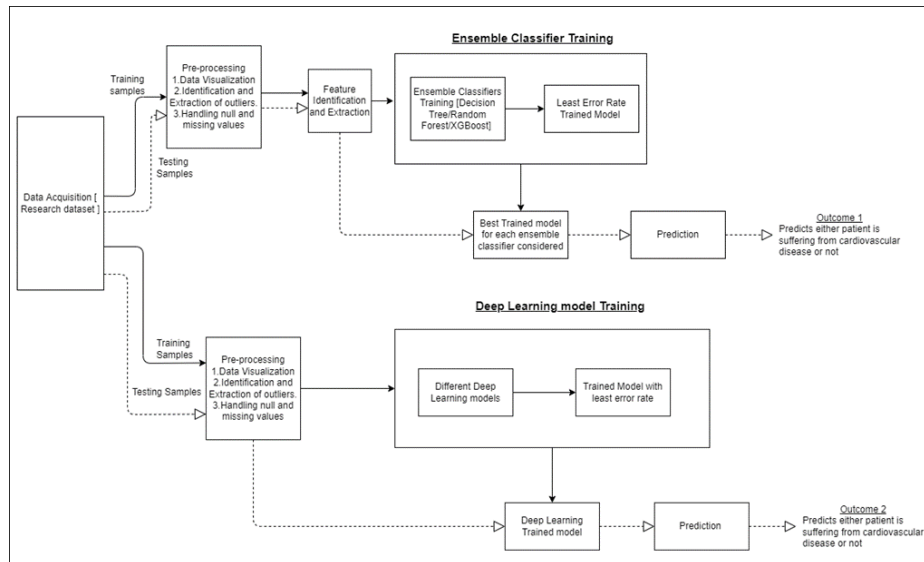 Ensemble Classifier Training
Training
samples
Pre-processing
1.Data Visualization
2.Identification and
Extraction of outliers.
3.Handling null and
missing values
Feature
Identification
and Extraction
Ensemble Classifiers
Training [Decision
Tree/Random
Forest/XGBoost]
Least Error Rate
Trained Model
Testing
Samples
Data Acquisition [
Research dataset ]
Best Trained model
for each ensemble
classifier considered
Prediction
Outcome 1
Predicts either patient is
suffering from cardiovascular
disease or not
Deep Learning model Training
Training
Samples
Testing Samples
Pre-processing
1.Data Visualization
2.Identification and
Extraction of outliers.
3.Handling null and
missing values
Different Deep
Learning models
Trained Model with
least error rate
Deep Learning
Trained model
Prediction
Outcome 2
Predicts either patient is
suffering from cardiovascular
disease or not